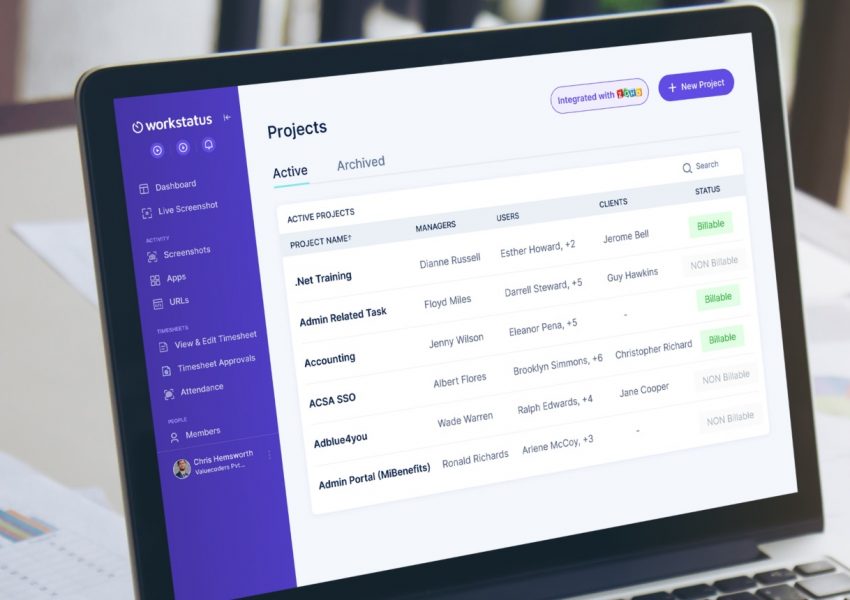 workstatus
Dashboard
Live Screenshot
ACTIVITY
Screenshots
Apps
URLs
TIMESHEETS
View & Edit Timesheet
Timesheet Approvals
Attendance
PEOPLE
Members
Chris Hemsworth
Valuecoders Pvt...
Projects
Integrated with ZOHO
+ New Project
Active Archived
ACTIVE PROJECTS Search
PROJECT NAME↑ MANAGERS USERS CLIENTS STATUS
.Net Training Dianne Russell Esther Howard, +2 Jerome Bell Billable
Admin Related Task Floyd Miles Darrell Steward, +5 Guy Hawkins NON Billable
Accounting Jenny Wilson Eleanor Pena, +5 - Billable
ACSA SSO Albert Flores Brooklyn Simmons, +6 Christopher Richard Billable
Adblue4you Wade Warren Ralph Edwards, +4 Jane Cooper NON Billable
Admin Portal (MiBenefits) Ronald Richards Arlene McCoy, +3 - NON Billable